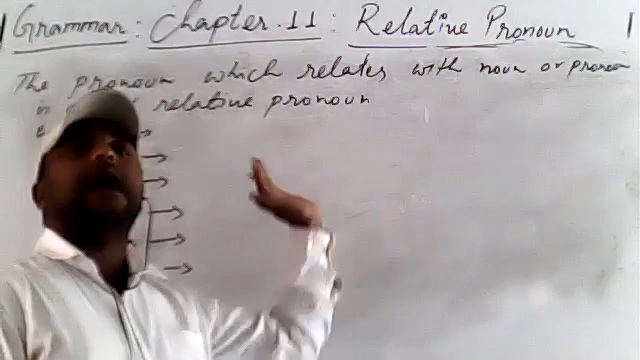 Grammar: Chapter.11: Relative Pronoun
The pronoun which relates with noun or pronoun
in relative pronoun